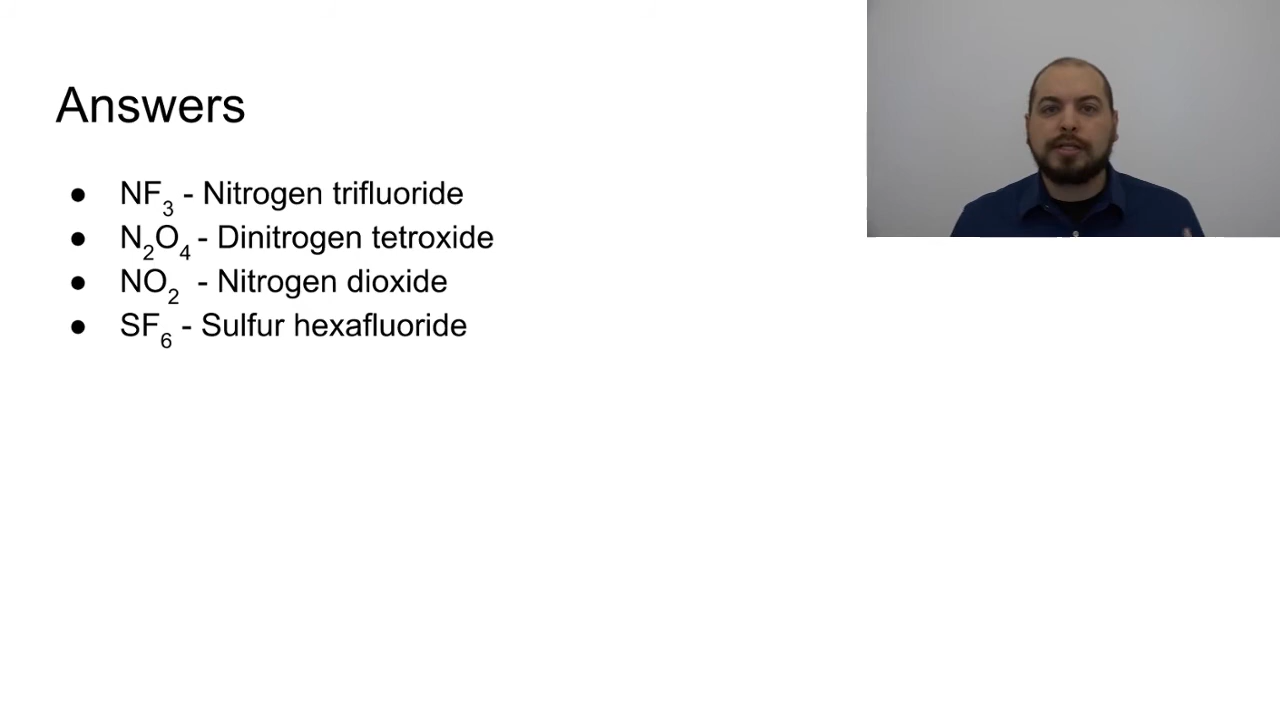 Answers
● NF₃ - Nitrogen trifluoride
● N₂O₄ - Dinitrogen tetroxide
● NO₂ - Nitrogen dioxide
● SF₆ - Sulfur hexafluoride